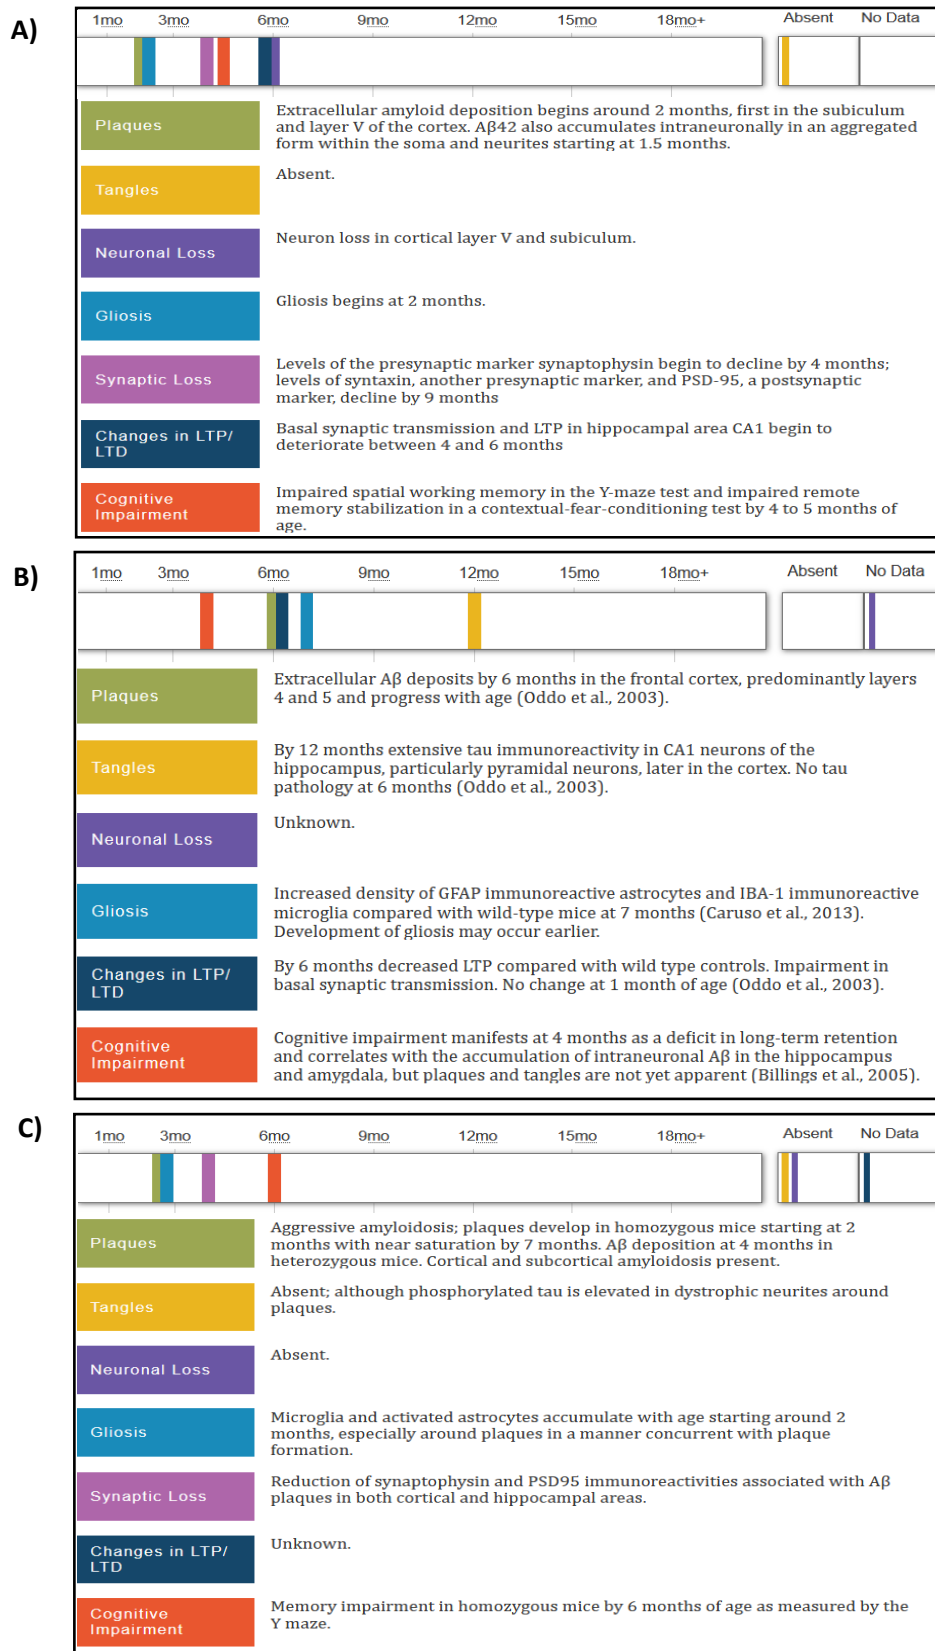 A)
1mo 3mo 6mo 9mo 12mo 15mo 18mo+ Absent No Data
Plaques
Extracellular amyloid deposition begins around 2 months, first in the subiculum
and layer V of the cortex. Aβ42 also accumulates intraneuronally in an aggregated
form within the soma and neurites starting at 1.5 months.
Tangles
Absent.
Neuronal Loss
Neuron loss in cortical layer V and subiculum.
Gliosis
Gliosis begins at 2 months.
Synaptic Loss
Levels of the presynaptic marker synaptophysin begin to decline by 4 months;
levels of syntaxin, another presynaptic marker, and PSD-95, a postsynaptic
marker, decline by 9 months
Changes in LTP/
LTD
Basal synaptic transmission and LTP in hippocampal area CA1 begin to
deteriorate between 4 and 6 months
Cognitive
Impairment
Impaired spatial working memory in the Y-maze test and impaired remote
memory stabilization in a contextual-fear-conditioning test by 4 to 5 months of
age.
B)
1mo 3mo 6mo 9mo 12mo 15mo 18mo+ Absent No Data
Plaques
Extracellular Aβ deposits by 6 months in the frontal cortex, predominantly layers
4 and 5 and progress with age (Oddo et al., 2003).
Tangles
By 12 months extensive tau immunoreactivity in CA1 neurons of the
hippocampus, particularly pyramidal neurons, later in the cortex. No tau
pathology at 6 months (Oddo et al., 2003).
Neuronal Loss
Unknown.
Gliosis
Increased density of GFAP immunoreactive astrocytes and IBA-1 immunoreactive
microglia compared with wild-type mice at 7 months (Caruso et al., 2013).
Development of gliosis may occur earlier.
Changes in LTP/
LTD
By 6 months decreased LTP compared with wild type controls. Impairment in
basal synaptic transmission. No change at 1 month of age (Oddo et al., 2003).
Cognitive
Impairment
Cognitive impairment manifests at 4 months as a deficit in long-term retention
and correlates with the accumulation of intraneuronal Aβ in the hippocampus
and amygdala, but plaques and tangles are not yet apparent (Billings et al., 2005).
C)
1mo 3mo 6mo 9mo 12mo 15mo 18mo+ Absent No Data
Plaques
Aggressive amyloidosis; plaques develop in homozygous mice starting at 2
months with near saturation by 7 months. Aβ deposition at 4 months in
heterozygous mice. Cortical and subcortical amyloidosis present.
Tangles
Absent; although phosphorylated tau is elevated in dystrophic neurites around
plaques.
Neuronal Loss
Absent.
Gliosis
Microglia and activated astrocytes accumulate with age starting around 2
months, especially around plaques in a manner concurrent with plaque
formation.
Synaptic Loss
Reduction of synaptophysin and PSD95 immunoreactivities associated with Aβ
plaques in both cortical and hippocampal areas.
Changes in LTP/
LTD
Unknown.
Cognitive
Impairment
Memory impairment in homozygous mice by 6 months of age as measured by the
Y maze.